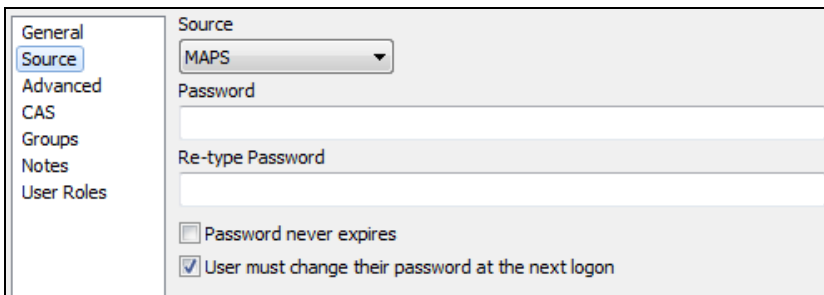 General
Source
Advanced
CAS
Groups
Notes
User Roles
Source
MAPS
Password
Re-type Password
Password never expires
User must change their password at the next logon